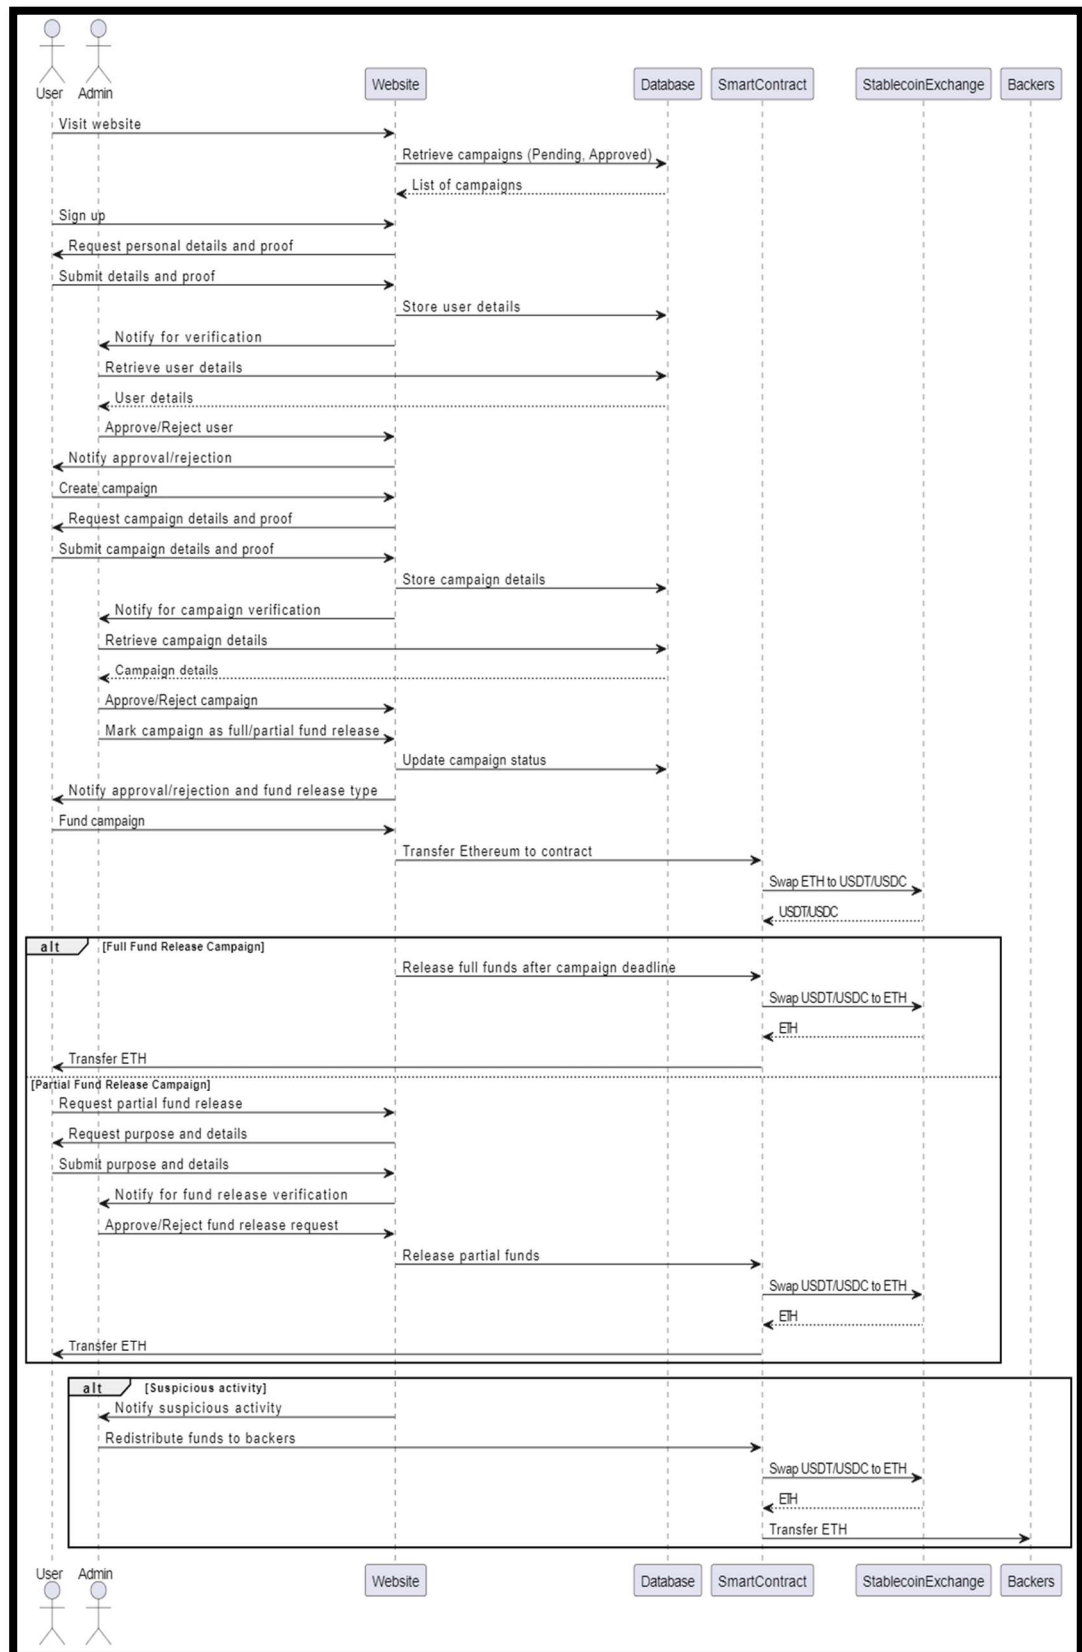 User Admin
Website Database SmartContract StablecoinExchange Backers
Visit website
Retrieve campaigns (Pending, Approved)
List of campaigns
Sign up
Request personal details and proof
Submit details and proof
Store user details
Notify for verification
Retrieve user details
User details
Approve/Reject user
Notify approval/rejection
Create campaign
Request campaign details and proof
Submit campaign details and proof
Store campaign details
Notify for campaign verification
Retrieve campaign details
Campaign details
Approve/Reject campaign
Mark campaign as full/partial fund release
Update campaign status
Notify approval/rejection and fund release type
Fund campaign
Transfer Ethereum to contract
Swap ETH to USDT/USDC
USDT/USDC
alt [Full Fund Release Campaign]
Release full funds after campaign deadline
Swap USDT/USDC to ETH
ETH
Transfer ETH
[Partial Fund Release Campaign]
Request partial fund release
Request purpose and details
Submit purpose and details
Notify for fund release verification
Approve/Reject fund release request
Release partial funds
Swap USDT/USDC to ETH
ETH
Transfer ETH
alt [Suspicious activity]
Notify suspicious activity
Redistribute funds to backers
Swap USDT/USDC to ETH
ETH
Transfer ETH
User Admin
Website Database SmartContract StablecoinExchange Backers